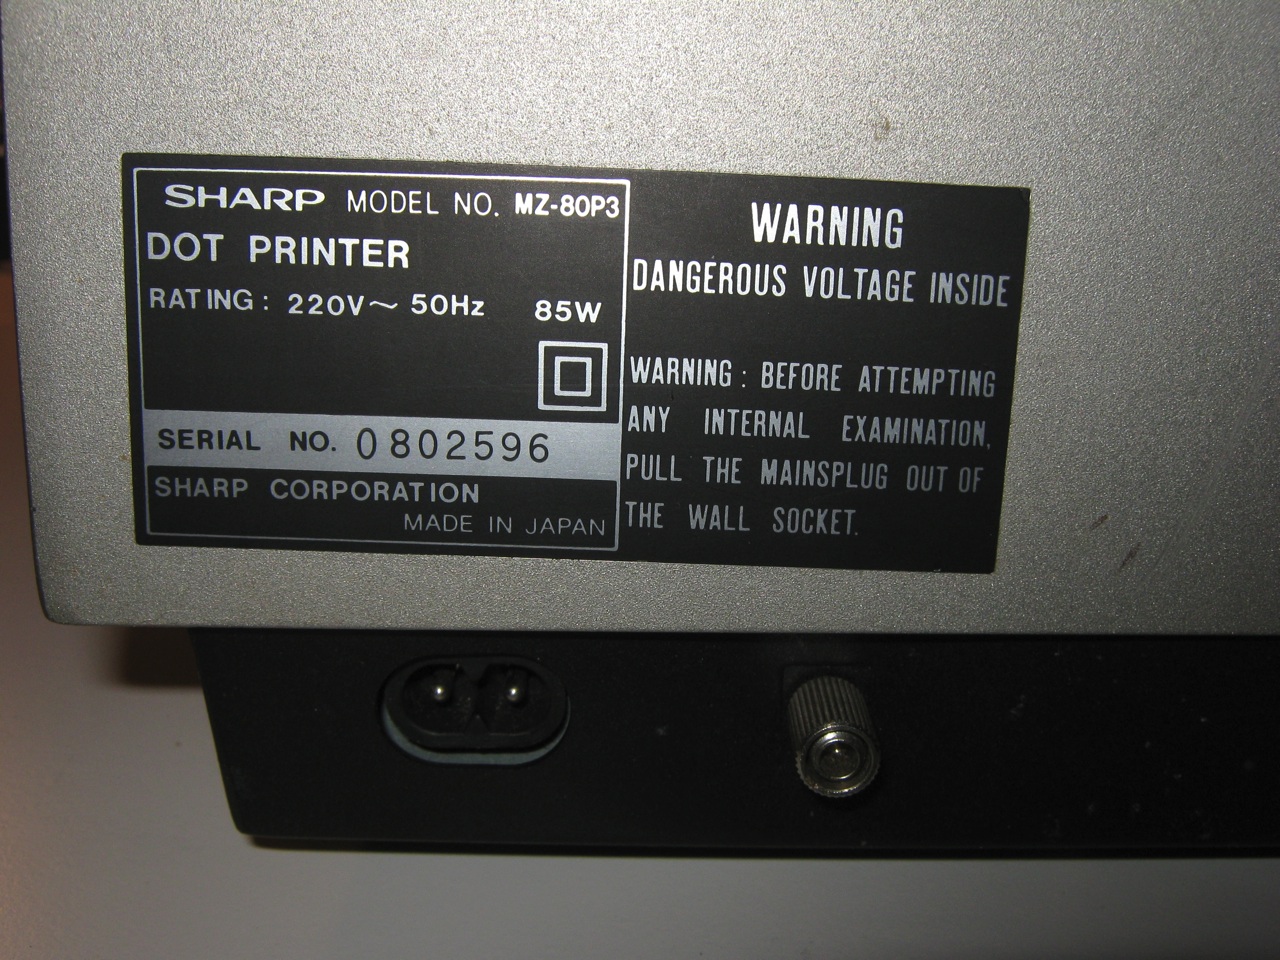 SHARP MODEL NO. MZ-80P3
DOT PRINTER
RATING: 220V~ 50Hz 85W
SERIAL NO. 0802596
SHARP CORPORATION
MADE IN JAPAN
WARNING
DANGEROUS VOLTAGE INSIDE
WARNING: BEFORE ATTEMPTING
ANY INTERNAL EXAMINATION,
PULL THE MAINSPLUG OUT OF
THE WALL SOCKET.